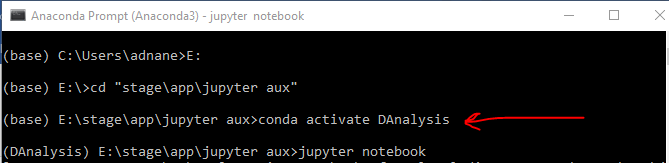 Anaconda Prompt (Anaconda3) - jupyter notebook
(base) C:\Users\adnane>E:
(base) E:\>cd "stage\app\jupyter aux"
(base) E:\stage\app\jupyter aux>conda activate DAnalysis
(DAnalysis) E:\stage\app\jupyter aux>jupyter notebook